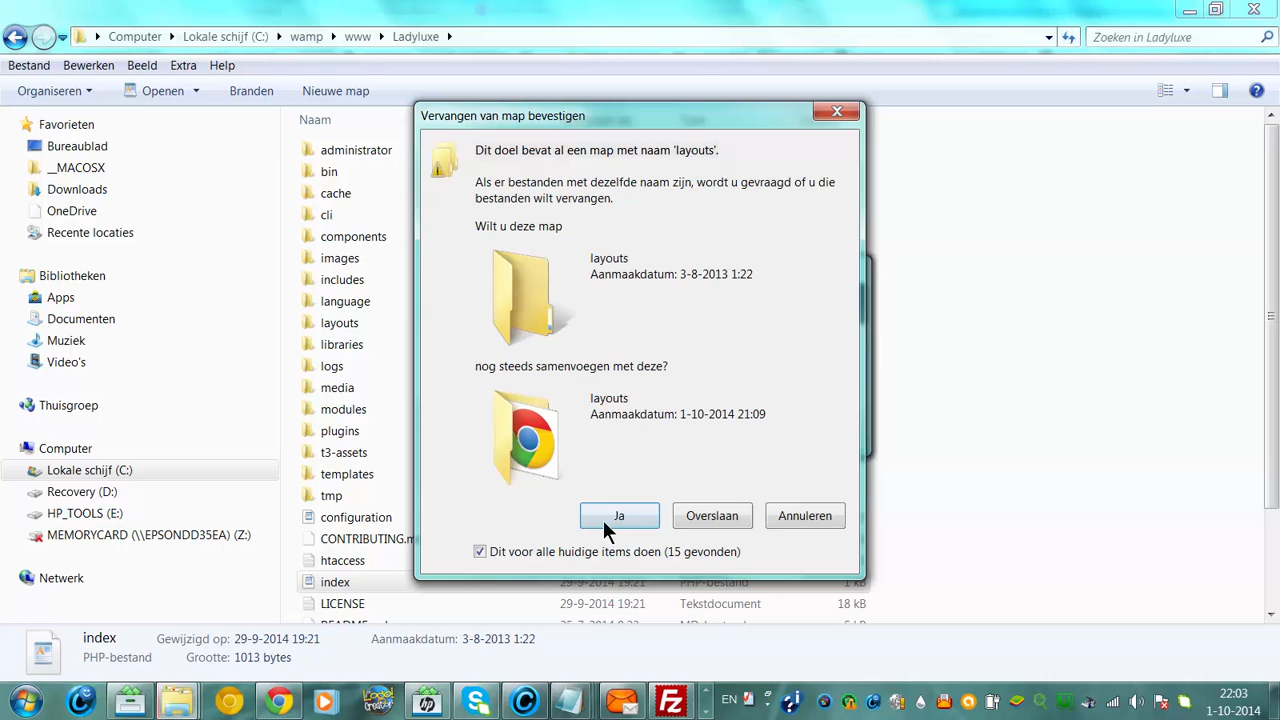 Computer ▸ Lokale schijf (C:) ▸ wamp ▸ www ▸ Ladyluxe ▸
Zoeken in Ladyluxe
Bestand Bewerken Beeld Extra Help
Organiseren Openen Branden Nieuwe map
Favorieten
Bureaublad
__MACOSX
Downloads
OneDrive
Recente locaties
Bibliotheken
Apps
Documenten
Muziek
Video's
Thuisgroep
Computer
Lokale schijf (C:)
Recovery (D:)
HP_TOOLS (E:)
MEMORYCARD (\\EPSONDD35EA) (Z:)
Netwerk
Naam
administrator
bin
cache
cli
components
images
includes
language
layouts
libraries
logs
media
modules
plugins
t3-assets
templates
tmp
configuration
CONTRIBUTING.m
htaccess
index
LICENSE 29-9-2014 19:21 Tekstdocument 18 kB
Vervangen van map bevestigen
Dit doel bevat al een map met naam 'layouts'.
Als er bestanden met dezelfde naam zijn, wordt u gevraagd of u die
bestanden wilt vervangen.
Wilt u deze map
layouts
Aanmaakdatum: 3-8-2013 1:22
nog steeds samenvoegen met deze?
layouts
Aanmaakdatum: 1-10-2014 21:09
Ja Overslaan Annuleren
Dit voor alle huidige items doen (15 gevonden)
index Gewijzigd op: 29-9-2014 19:21 Aanmaakdatum: 3-8-2013 1:22
PHP-bestand Grootte: 1013 bytes
EN
22:03
1-10-2014